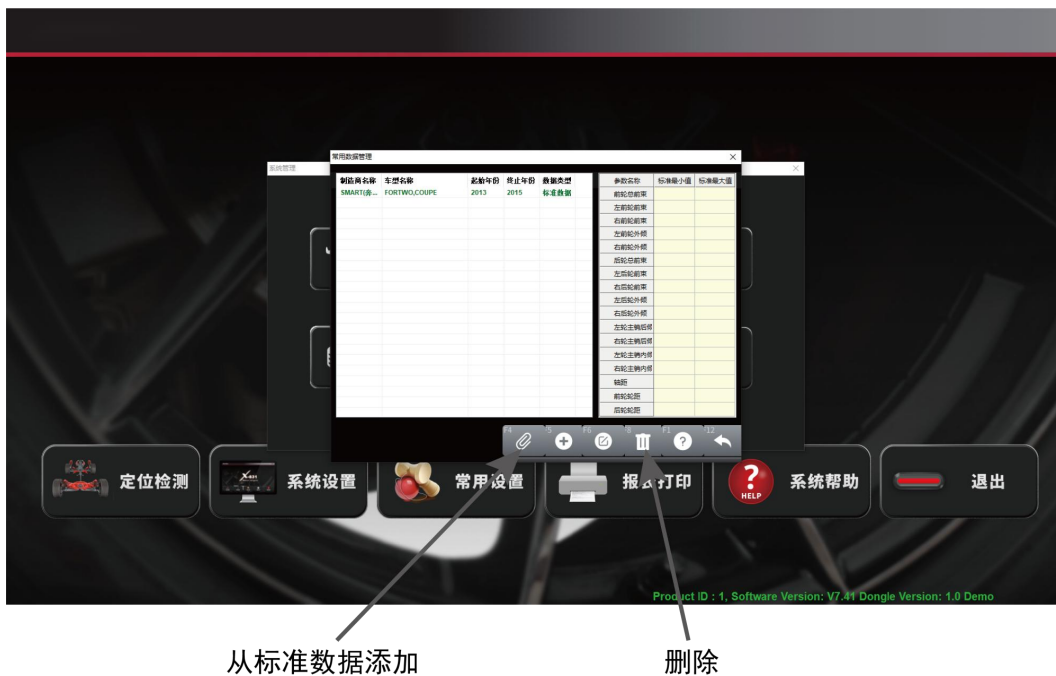 常用数据管理
系统管理
制造商名称 车型名称 起始年份 终止年份 数据类型
SMART(奔... FORTWO,COUPE 2013 2015 标准数据
参数名称 标准最小值 标准最大值
前轮总前束
左前轮前束
右前轮前束
左前轮外倾
右前轮外倾
后轮总前束
左后轮前束
右后轮前束
左后轮外倾
右后轮外倾
左轮主销后倾
右轮主销后倾
左轮主销内倾
右轮主销内倾
轴距
前轮轮距
后轮轮距
F4 F5 F6 F8 F1 F12
定位检测 系统设置 常用设置 报表打印 HELP 系统帮助 退出
Product ID : 1, Software Version: V7.41 Dongle Version: 1.0 Demo
从标准数据添加 删除